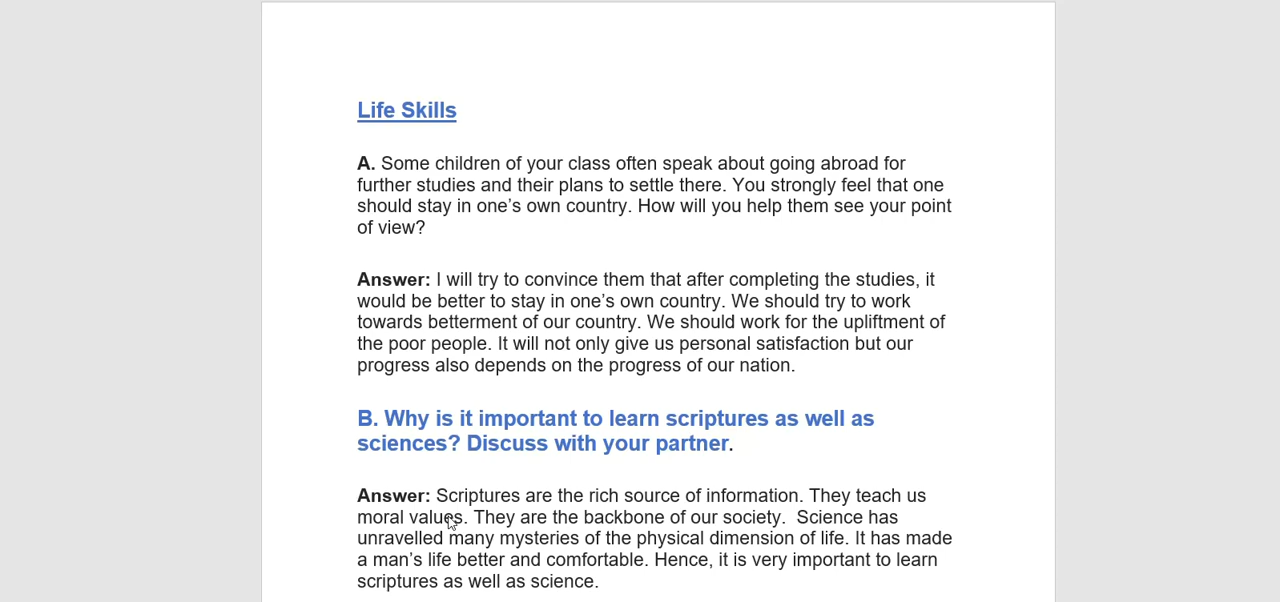 Life Skills
A. Some children of your class often speak about going abroad for
further studies and their plans to settle there. You strongly feel that one
should stay in one’s own country. How will you help them see your point
of view?
Answer: I will try to convince them that after completing the studies, it
would be better to stay in one’s own country. We should try to work
towards betterment of our country. We should work for the upliftment of
the poor people. It will not only give us personal satisfaction but our
progress also depends on the progress of our nation.
B. Why is it important to learn scriptures as well as
sciences? Discuss with your partner.
Answer: Scriptures are the rich source of information. They teach us
moral values. They are the backbone of our society.  Science has
unravelled many mysteries of the physical dimension of life. It has made
a man’s life better and comfortable. Hence, it is very important to learn
scriptures as well as science.